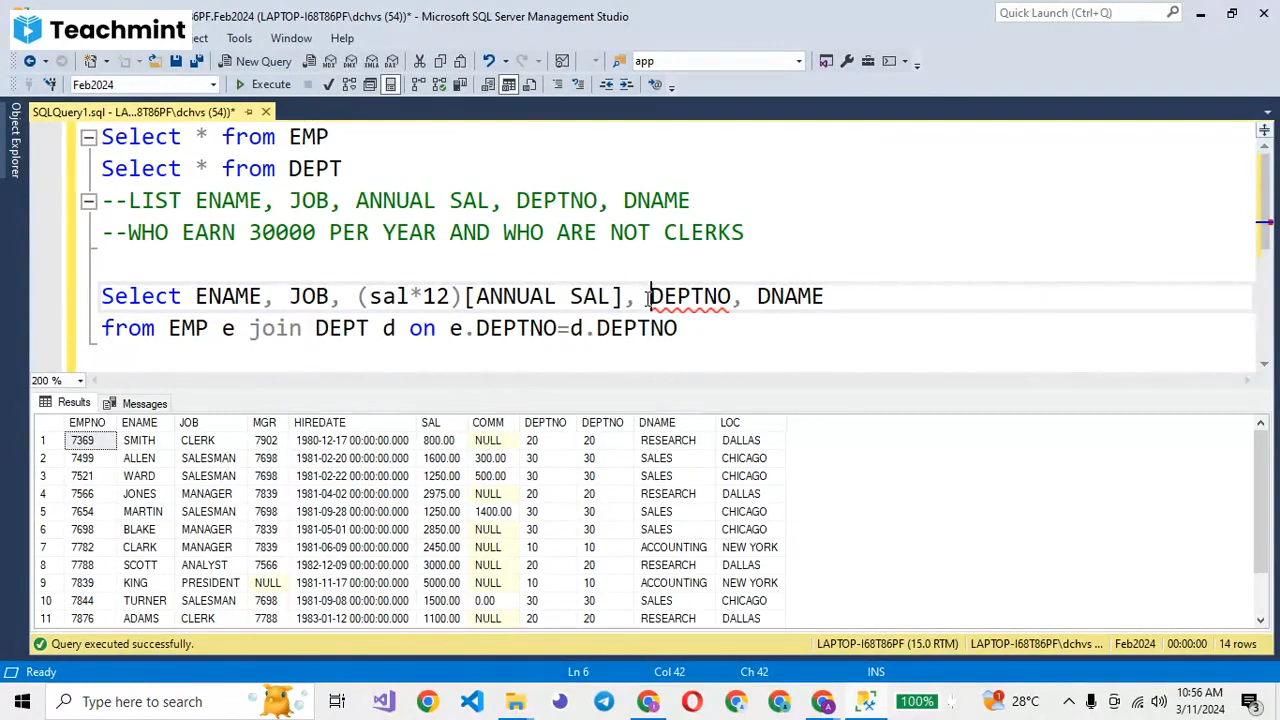 PF.Feb2024 (LAPTOP-I68T86PF\dchvs (54))* - Microsoft SQL Server Management Studio
Quick Launch (Ctrl+Q)
Teachmint
Tools Window Help
New Query
MDX DMX XMLA DAX
app
Feb2024
Execute
SQLQuery1.sql - LA...8T86PF\dchvs (54))*
Object Explorer
Select * from EMP
Select * from DEPT
--LIST ENAME, JOB, ANNUAL SAL, DEPTNO, DNAME
--WHO EARN 30000 PER YEAR AND WHO ARE NOT CLERKS
Select ENAME, JOB, (sal*12)[ANNUAL SAL], DEPTNO, DNAME
from EMP e join DEPT d on e.DEPTNO=d.DEPTNO
200 %
Results Messages
EMPNO ENAME JOB MGR HIREDATE SAL COMM DEPTNO DEPTNO DNAME LOC
1 7369 SMITH CLERK 7902 1980-12-17 00:00:00.000 800.00 NULL 20 20 RESEARCH DALLAS
2 7499 ALLEN SALESMAN 7698 1981-02-20 00:00:00.000 1600.00 300.00 30 30 SALES CHICAGO
3 7521 WARD SALESMAN 7698 1981-02-22 00:00:00.000 1250.00 500.00 30 30 SALES CHICAGO
4 7566 JONES MANAGER 7839 1981-04-02 00:00:00.000 2975.00 NULL 20 20 RESEARCH DALLAS
5 7654 MARTIN SALESMAN 7698 1981-09-28 00:00:00.000 1250.00 1400.00 30 30 SALES CHICAGO
6 7698 BLAKE MANAGER 7839 1981-05-01 00:00:00.000 2850.00 NULL 30 30 SALES CHICAGO
7 7782 CLARK MANAGER 7839 1981-06-09 00:00:00.000 2450.00 NULL 10 10 ACCOUNTING NEW YORK
8 7788 SCOTT ANALYST 7566 1982-12-09 00:00:00.000 3000.00 NULL 20 20 RESEARCH DALLAS
9 7839 KING PRESIDENT NULL 1981-11-17 00:00:00.000 5000.00 NULL 10 10 ACCOUNTING NEW YORK
10 7844 TURNER SALESMAN 7698 1981-09-08 00:00:00.000 1500.00 0.00 30 30 SALES CHICAGO
11 7876 ADAMS CLERK 7788 1983-01-12 00:00:00.000 1100.00 NULL 20 20 RESEARCH DALLAS
Query executed successfully. LAPTOP-I68T86PF (15.0 RTM) LAPTOP-I68T86PF\dchvs ... Feb2024 00:00:00 14 rows
Ready Ln 6 Col 42 Ch 42 INS
Type here to search
100% 28°C
10:56 AM
3/11/2024
3